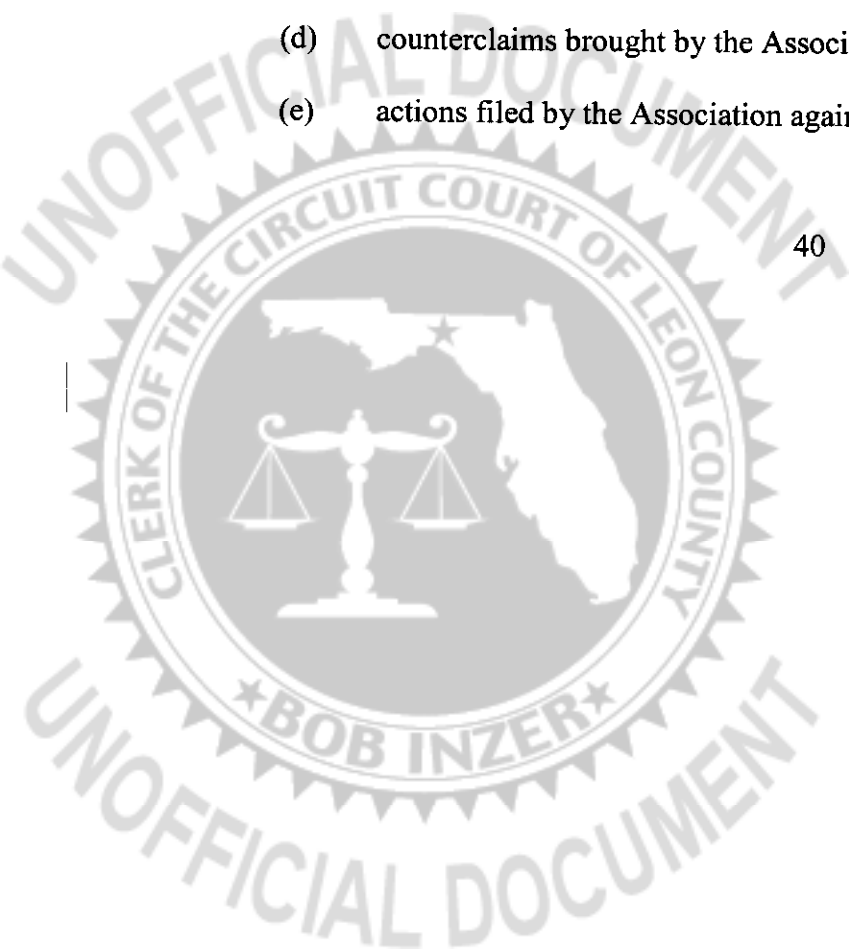 (d) counterclaims brought by the Associ
(e) actions filed by the Association again
40
UNOFFICIAL DOCUMENT
CLERK OF THE CIRCUIT COURT OF LEON COUNTY
★BOB INZER★
UNOFFICIAL DOCUMENT